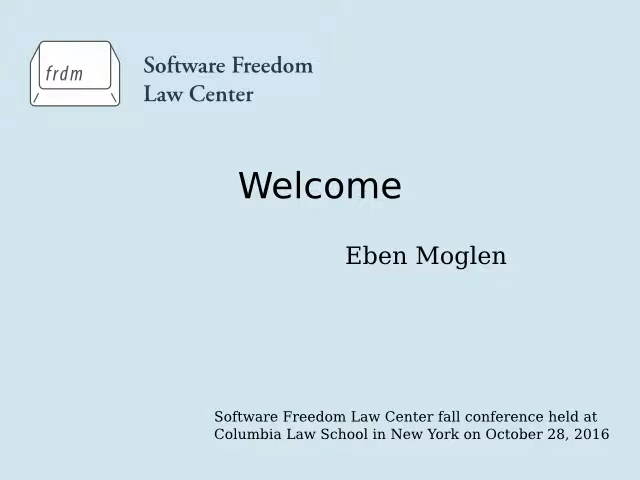 frdm
Software Freedom
Law Center
Welcome
Eben Moglen
Software Freedom Law Center fall conference held at
Columbia Law School in New York on October 28, 2016